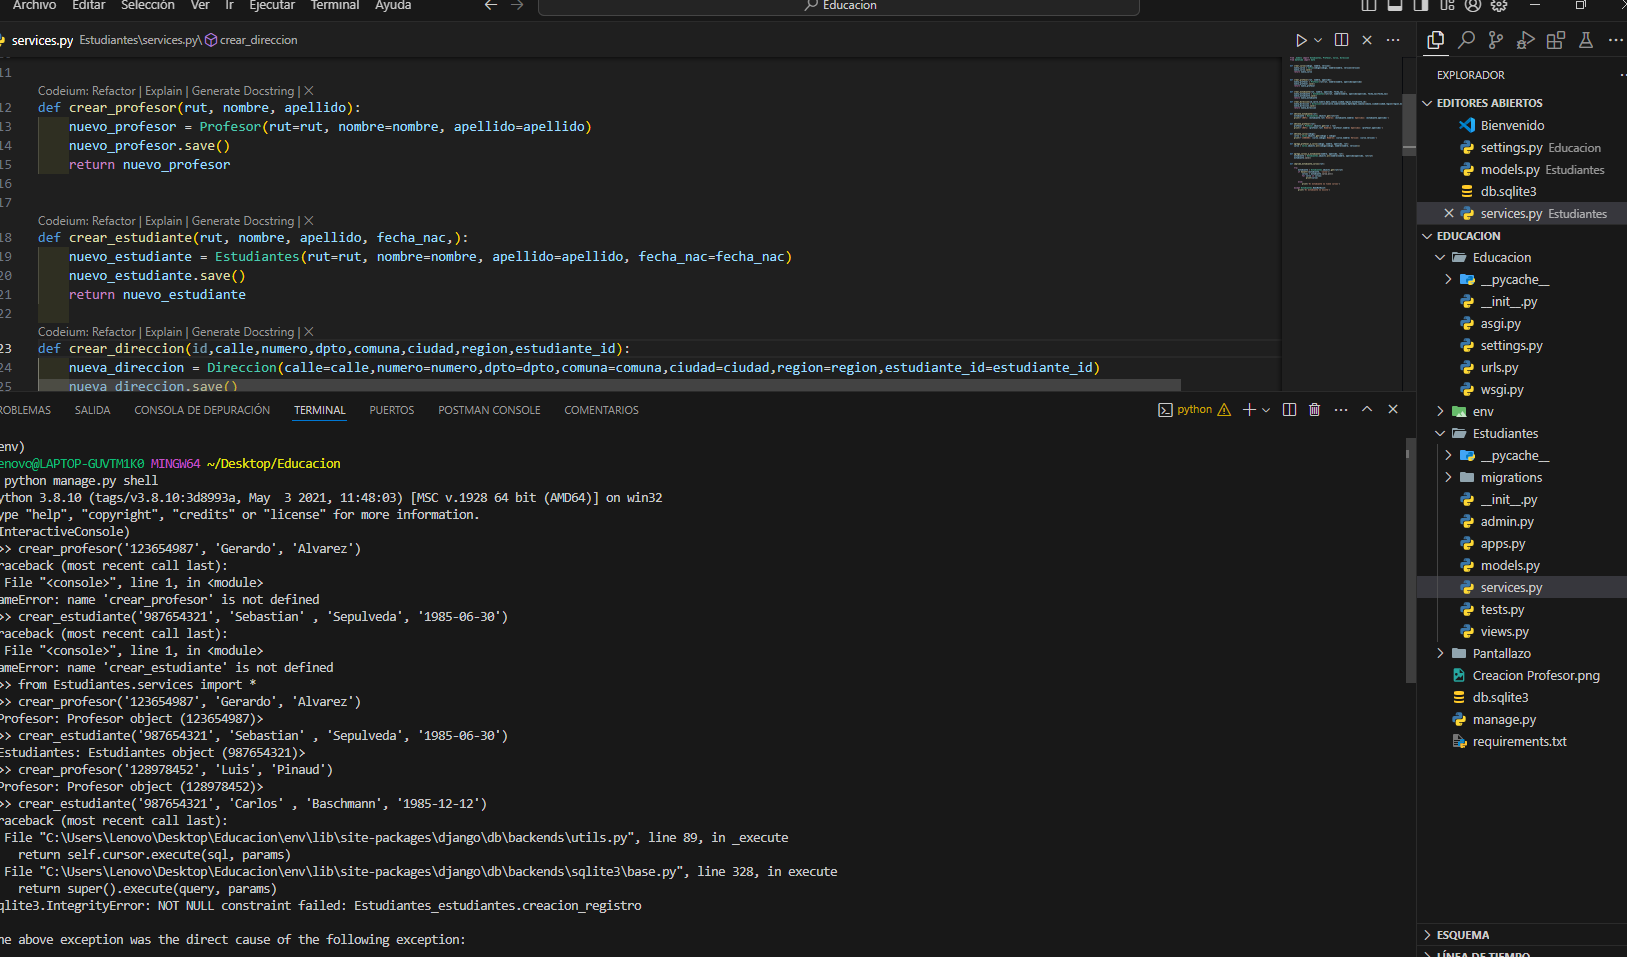 Archivo Editar Selección Ver Ir Ejecutar Terminal Ayuda
Educacion
services.py Estudiantes\services.py\ crear_direccion
11
Codeium: Refactor | Explain | Generate Docstring | X
12 def crear_profesor(rut, nombre, apellido):
13 nuevo_profesor = Profesor(rut=rut, nombre=nombre, apellido=apellido)
14 nuevo_profesor.save()
15 return nuevo_profesor
16
17
Codeium: Refactor | Explain | Generate Docstring | X
18 def crear_estudiante(rut, nombre, apellido, fecha_nac,):
19 nuevo_estudiante = Estudiantes(rut=rut, nombre=nombre, apellido=apellido, fecha_nac=fecha_nac)
20 nuevo_estudiante.save()
21 return nuevo_estudiante
22
Codeium: Refactor | Explain | Generate Docstring | X
23 def crear_direccion(id,calle,numero,dpto,comuna,ciudad,region,estudiante_id):
24 nueva_direccion = Direccion(calle=calle,numero=numero,dpto=dpto,comuna=comuna,ciudad=ciudad,region=region,estudiante_id=estudiante_id)
25 nueva_direccion.save()
ROBLEMAS SALIDA CONSOLA DE DEPURACIÓN TERMINAL PUERTOS POSTMAN CONSOLE COMENTARIOS
python
env)
enovo@LAPTOP-GUVTM1K0 MINGW64 ~/Desktop/Educacion
python manage.py shell
ython 3.8.10 (tags/v3.8.10:3d8993a, May  3 2021, 11:48:03) [MSC v.1928 64 bit (AMD64)] on win32
ype "help", "copyright", "credits" or "license" for more information.
InteractiveConsole)
>> crear_profesor('123654987', 'Gerardo', 'Alvarez')
raceback (most recent call last):
File "<console>", line 1, in <module>
ameError: name 'crear_profesor' is not defined
>> crear_estudiante('987654321', 'Sebastian' , 'Sepulveda', '1985-06-30')
raceback (most recent call last):
File "<console>", line 1, in <module>
ameError: name 'crear_estudiante' is not defined
>> from Estudiantes.services import *
>> crear_profesor('123654987', 'Gerardo', 'Alvarez')
Profesor: Profesor object (123654987)>
>> crear_estudiante('987654321', 'Sebastian' , 'Sepulveda', '1985-06-30')
Estudiantes: Estudiantes object (987654321)>
>> crear_profesor('128978452', 'Luis', 'Pinaud')
Profesor: Profesor object (128978452)>
>> crear_estudiante('987654321', 'Carlos' , 'Baschmann', '1985-12-12')
raceback (most recent call last):
File "C:\Users\Lenovo\Desktop\Educacion\env\lib\site-packages\django\db\backends\utils.py", line 89, in _execute
return self.cursor.execute(sql, params)
File "C:\Users\Lenovo\Desktop\Educacion\env\lib\site-packages\django\db\backends\sqlite3\base.py", line 328, in execute
return super().execute(query, params)
qlite3.IntegrityError: NOT NULL constraint failed: Estudiantes_estudiantes.creacion_registro
he above exception was the direct cause of the following exception:
EXPLORADOR
EDITORES ABIERTOS
Bienvenido
settings.py Educacion
models.py Estudiantes
db.sqlite3
services.py Estudiantes
EDUCACION
Educacion
__pycache__
__init__.py
asgi.py
settings.py
urls.py
wsgi.py
env
Estudiantes
__pycache__
migrations
__init__.py
admin.py
apps.py
models.py
services.py
tests.py
views.py
Pantallazo
Creacion Profesor.png
db.sqlite3
manage.py
requirements.txt
ESQUEMA
LÍNEA DE TIEMPO